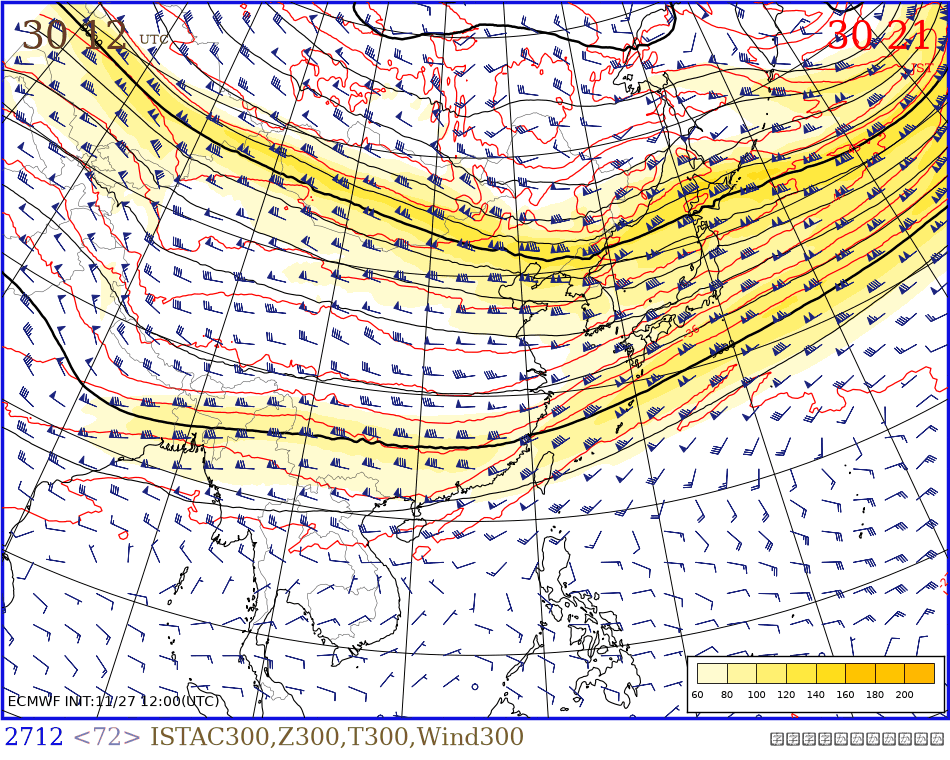 30 12 UTC
30 21 JST
ECMWF INIT:11/27 12:00(UTC)
60 80 100 120 140 160 180 200
2712 <72> ISTAC300,Z300,T300,Wind300